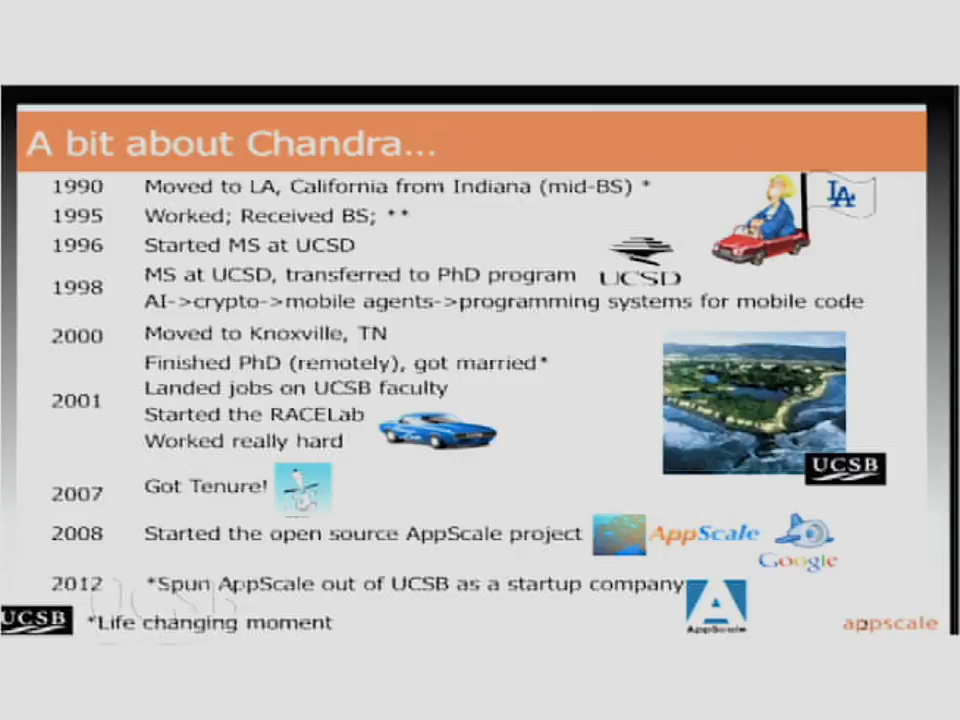 A bit about Chandra...
1990 Moved to LA, California from Indiana (mid-BS) *
LA
1995 Worked; Received BS; **
1996 Started MS at UCSD
UCSD
1998 MS at UCSD, transferred to PhD program
AI->crypto->mobile agents->programming systems for mobile code
2000 Moved to Knoxville, TN
Finished PhD (remotely), got married*
Landed jobs on UCSB faculty
2001
Started the RACELab
Worked really hard
UCSB
2007 Got Tenure!
2008 Started the open source AppScale project
AppScale
Google
2012 *Spun AppScale out of UCSB as a startup company
UCSB
UCSB
*Life changing moment
AppScale
appscale
2